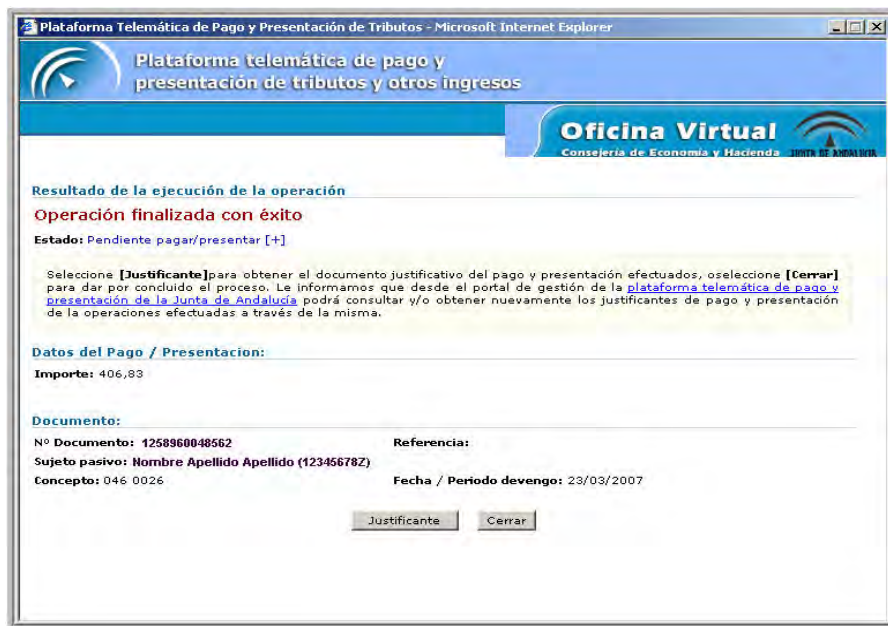 Plataforma Telemática de Pago y Presentación de Tributos - Microsoft Internet Explorer
Plataforma telemática de pago y
presentación de tributos y otros ingresos
Oficina Virtual
Consejería de Economía y Hacienda
JUNTA DE ANDALUCIA
Resultado de la ejecución de la operación
Operación finalizada con éxito
Estado: Pendiente pagar/presentar [+]
Seleccione [Justificante]para obtener el documento justificativo del pago y presentación efectuados, oseleccione [Cerrar]
para dar por concluido el proceso. Le informamos que desde el portal de gestión de la plataforma telemática de pago y
presentación de la Junta de Andalucía podrá consultar y/o obtener nuevamente los justificantes de pago y presentación
de la operaciones efectuadas a través de la misma.
Datos del Pago / Presentacion:
Importe: 406,83
Documento:
Nº Documento: 1258960048562 Referencia:
Sujeto pasivo: Nombre Apellido Apellido (12345678Z)
Concepto: 046 0026 Fecha / Periodo devengo: 23/03/2007
Justificante Cerrar